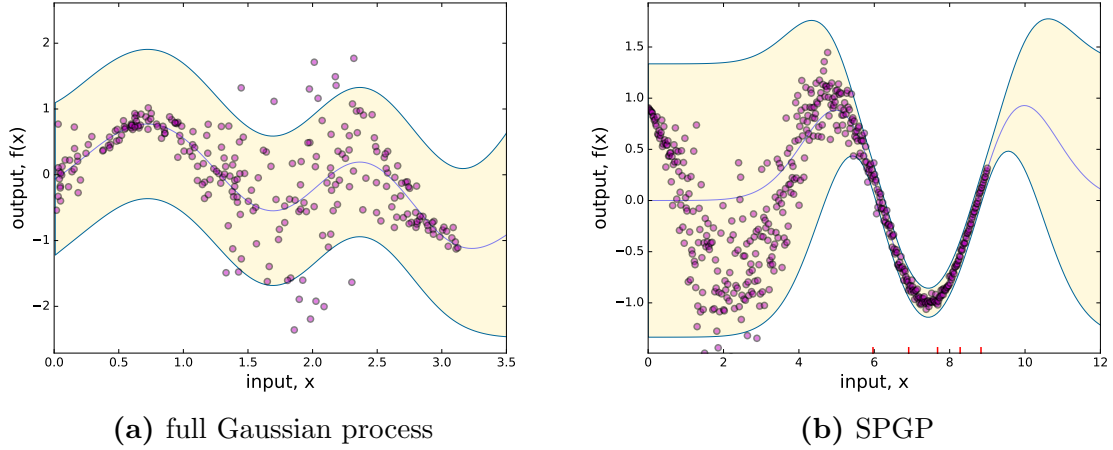 2
1
0
−1
−2
output, f(x)
0.0 0.5 1.0 1.5 2.0 2.5 3.0 3.5
input, x
(a) full Gaussian process
1.5
1.0
0.5
0.0
−0.5
−1.0
output, f(x)
0 2 4 6 8 10 12
input, x
(b) SPGP